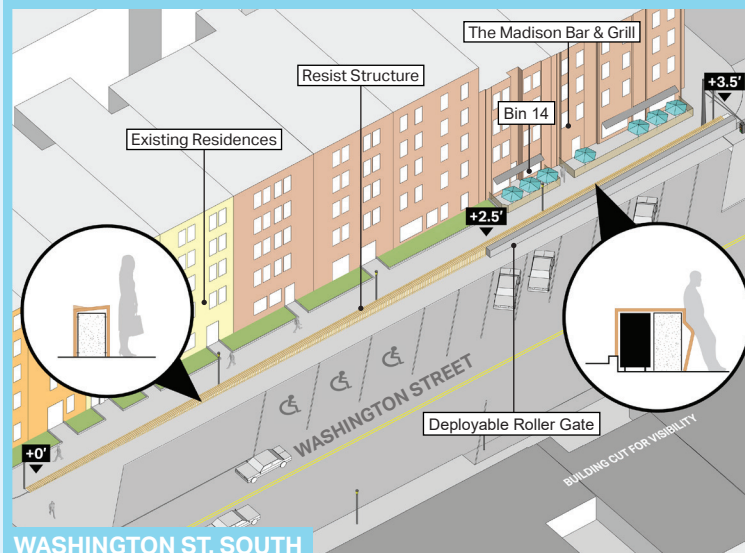 The Madison Bar & Grill
+3.5'
Resist Structure
Bin 14
Existing Residences
+2.5'
WASHINGTON STREET
Deployable Roller Gate
+0'
BUILDING CUT FOR VISIBILITY
WASHINGTON ST. SOUTH